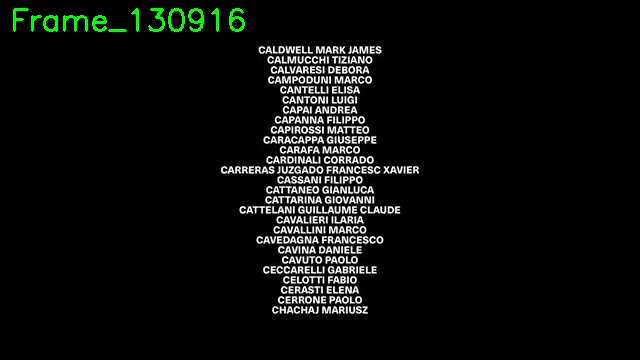 Frame_130916
CALDWELL MARK JAMES
CALMUCCHI TIZIANO
CALVARESI DEBORA
CAMPODUNI MARCO
CANTELLI ELISA
CANTONI LUIGI
CAPAI ANDREA
CAPANNA FILIPPO
CAPIROSSI MATTEO
CARACAPPA GIUSEPPE
CARAFA MARCO
CARDINALI CORRADO
CARRERAS JUZGADO FRANCESC XAVIER
CASSANI FILIPPO
CATTANEO GIANLUCA
CATTARINA GIOVANNI
CATTELANI GUILLAUME CLAUDE
CAVALIERI ILARIA
CAVALLINI MARCO
CAVEDAGNA FRANCESCO
CAVINA DANIELE
CAVUTO PAOLO
CECCARELLI GABRIELE
CELOTTI FABIO
CERASTI ELENA
CERRONE PAOLO
CHACHAJ MARIUSZ